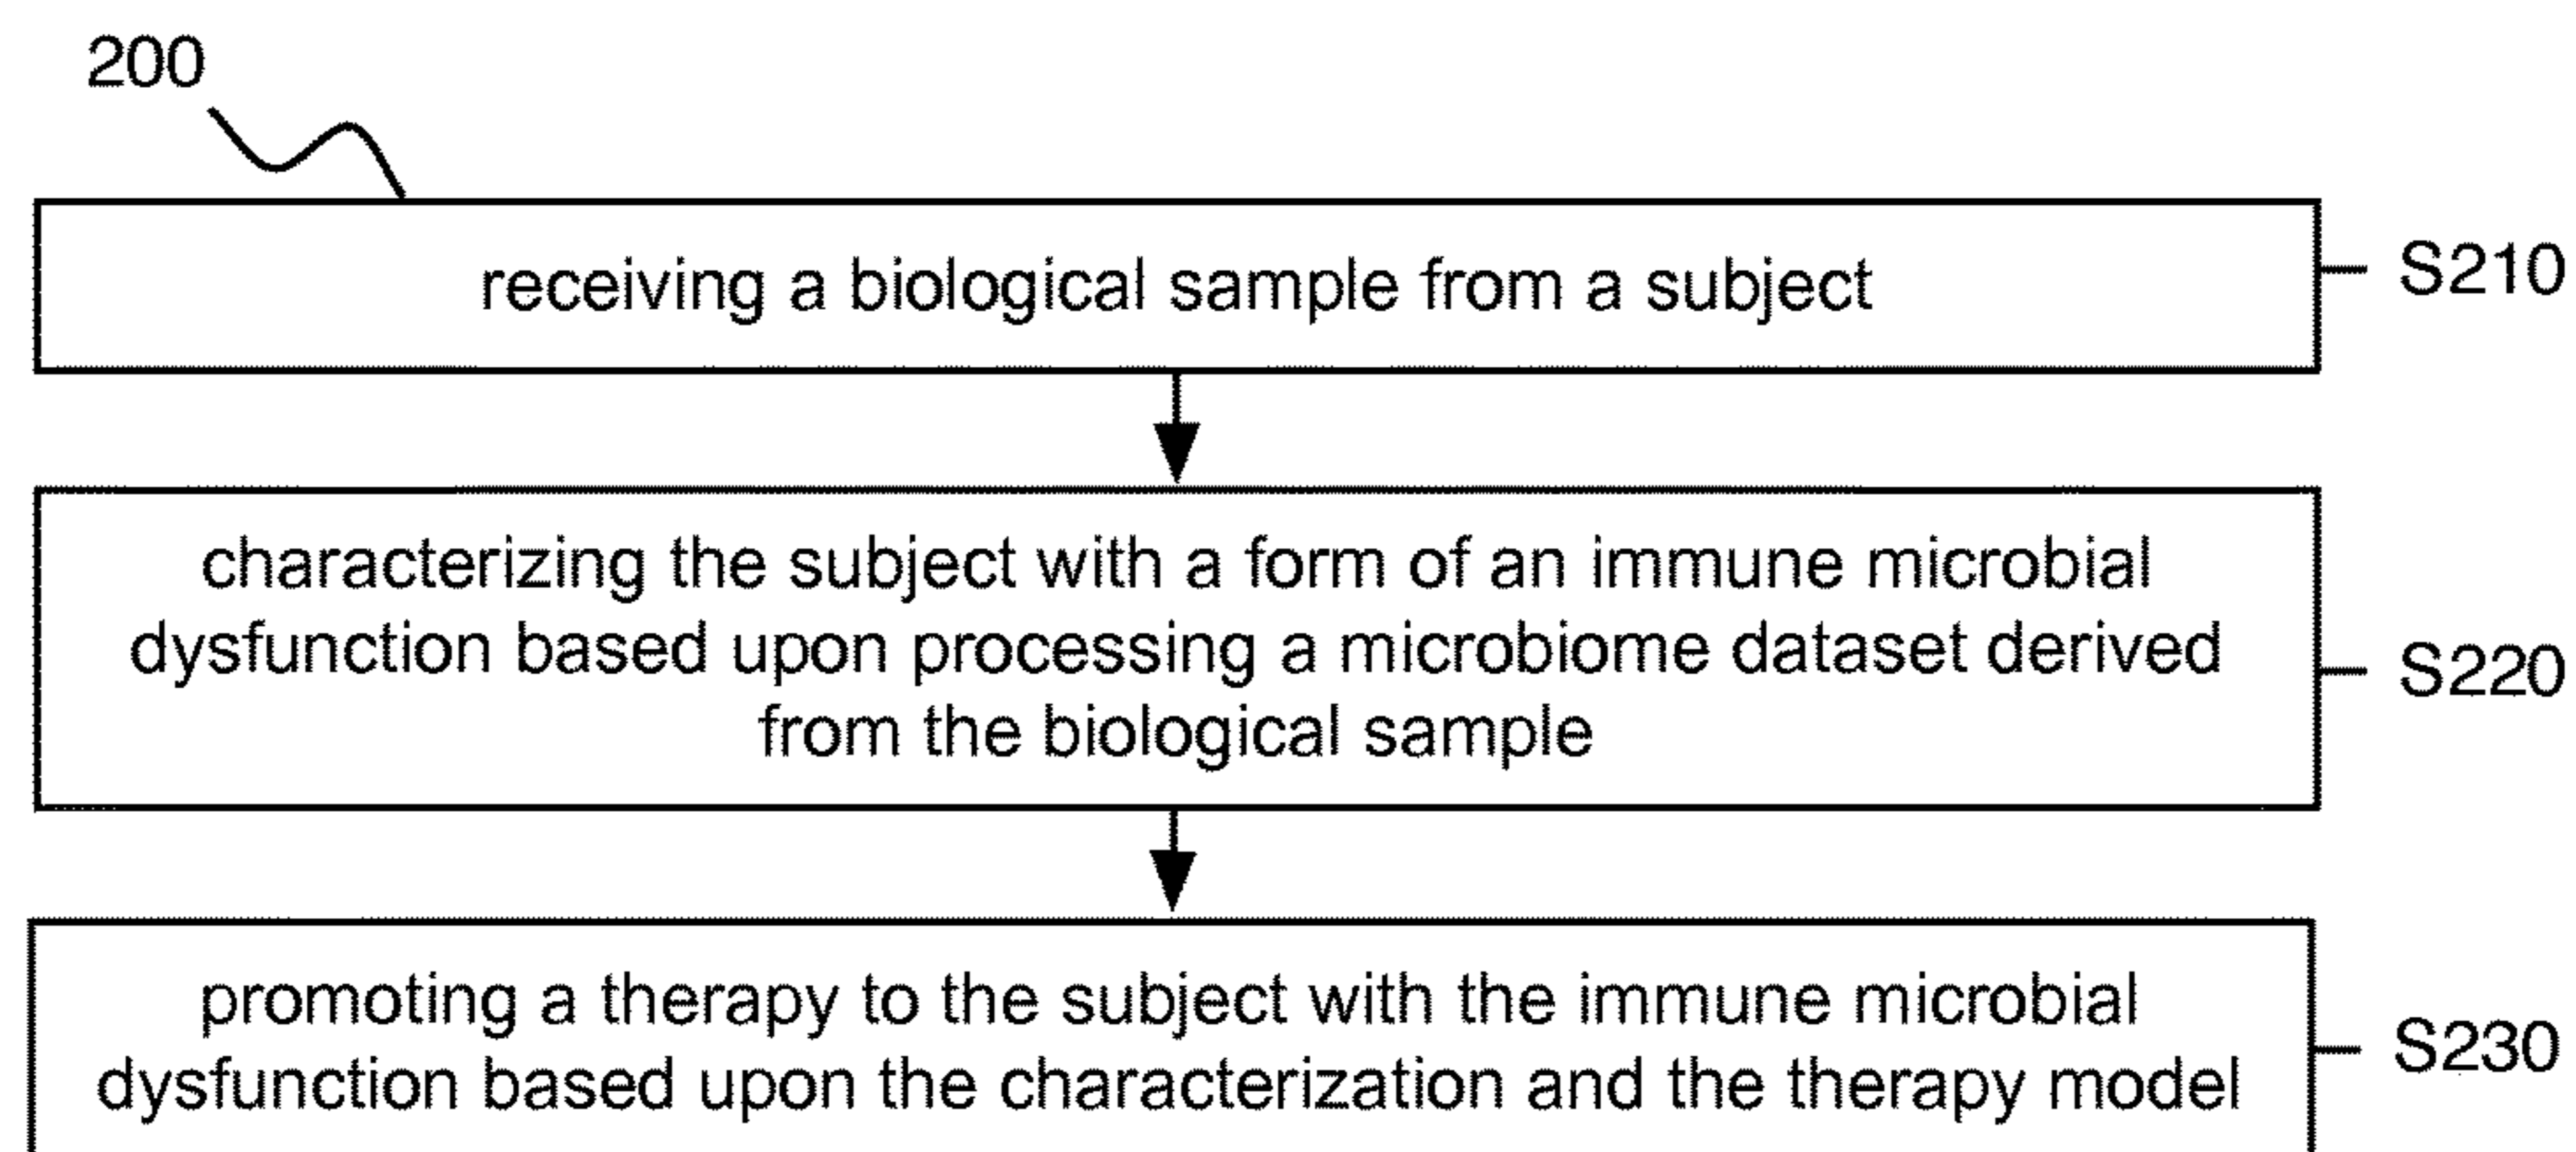 200
receiving a biological sample from a subject
S210
characterizing the subject with a form of an immune microbial
dysfunction based upon processing a microbiome dataset derived
from the biological sample
S220
promoting a therapy to the subject with the immune microbial
dysfunction based upon the characterization and the therapy model
S230